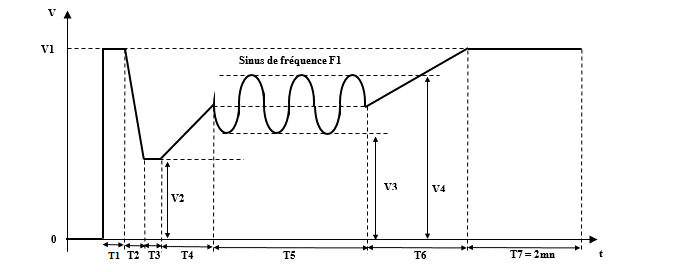 V
V1
Sinus de fréquence F1
V2
V3
V4
0
T1 T2 T3 T4 T5 T6 T7 = 2mn t